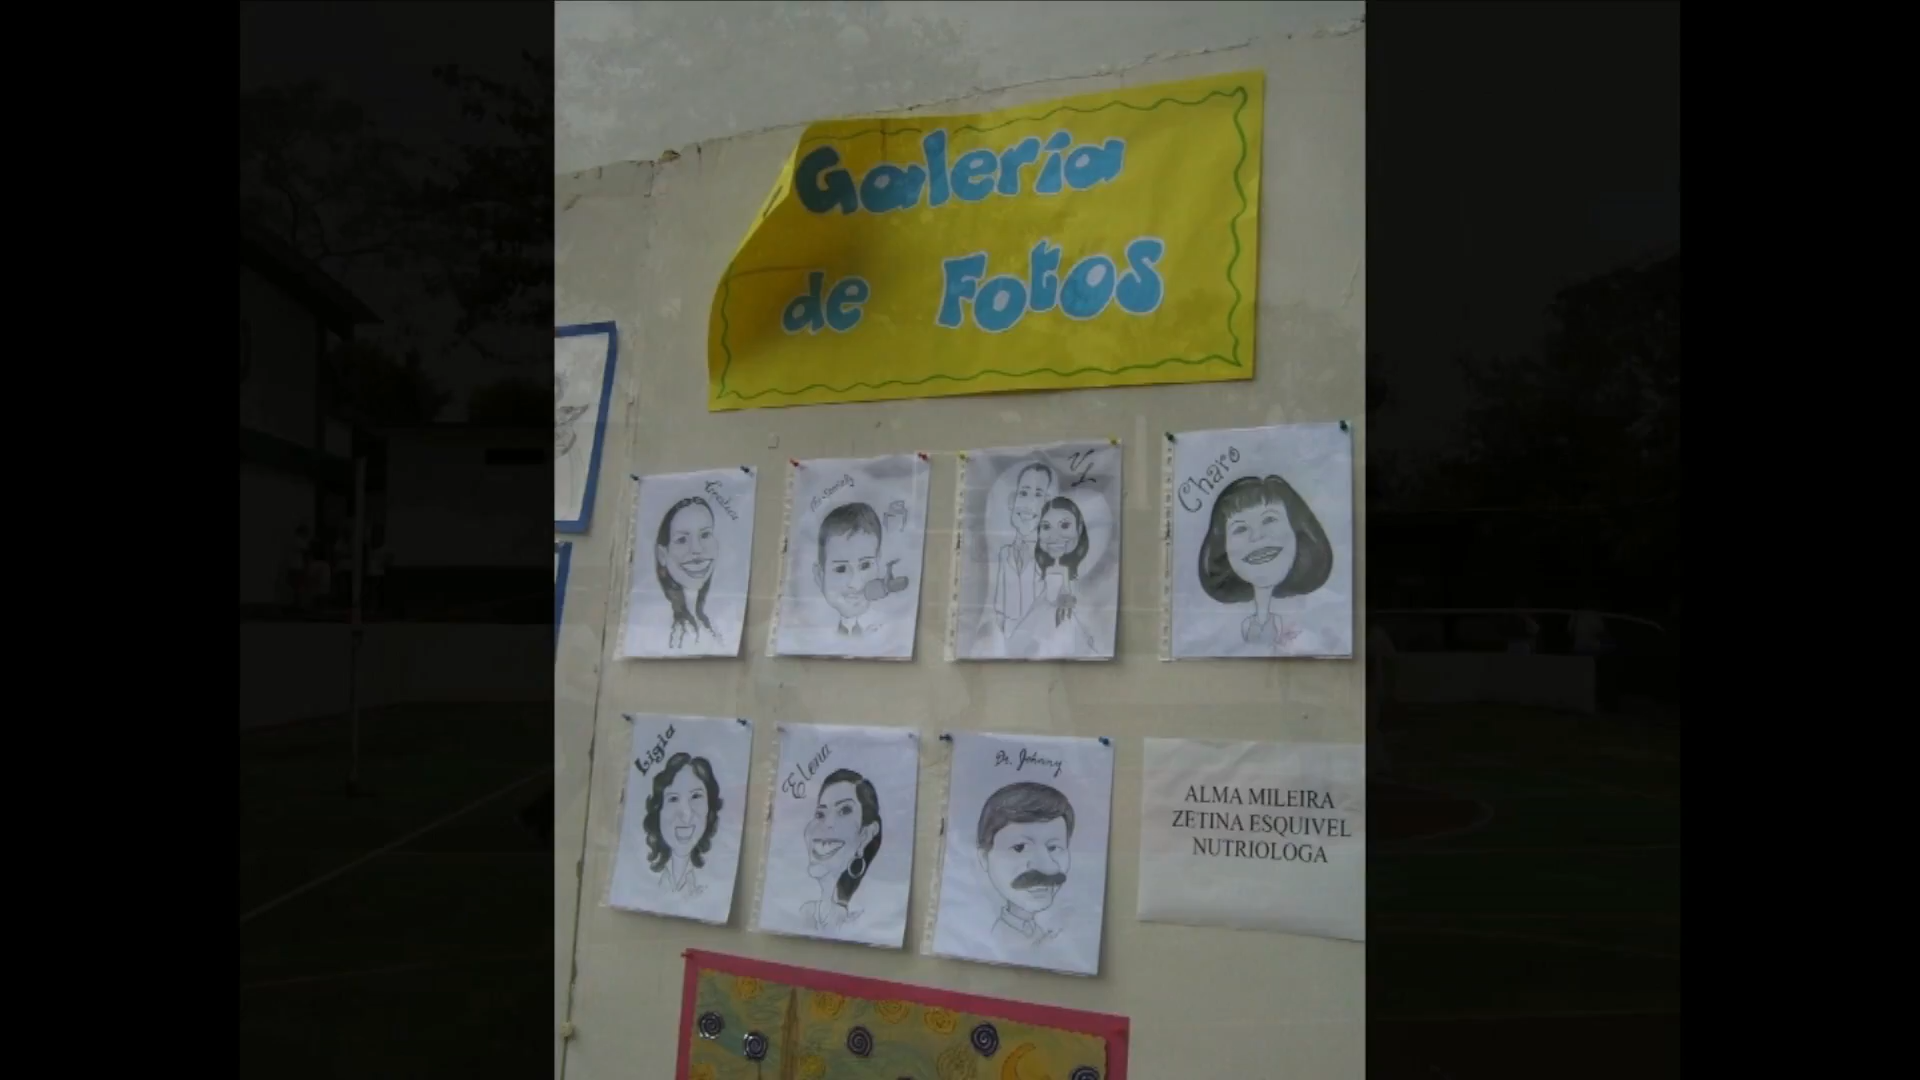 Galería
de Fotos
Charo
Ligia
Elena
Dr. Johnny
ALMA MILEIRA
ZETINA ESQUIVEL
NUTRIOLOGA